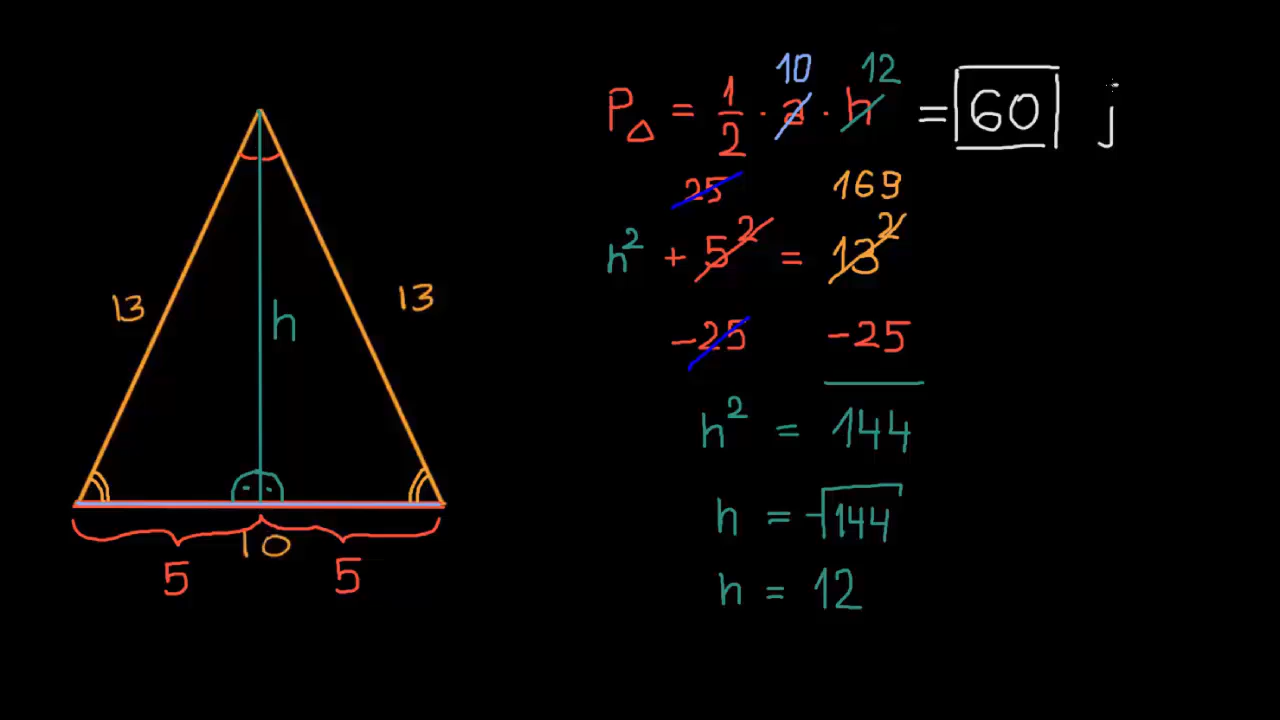 P△ = 1/2 · a · h = 60 j
10 12
25 169
h² + 5² = 13²
-25 -25
h² = 144
h = √144
h = 12
13 h 13
10
5 5